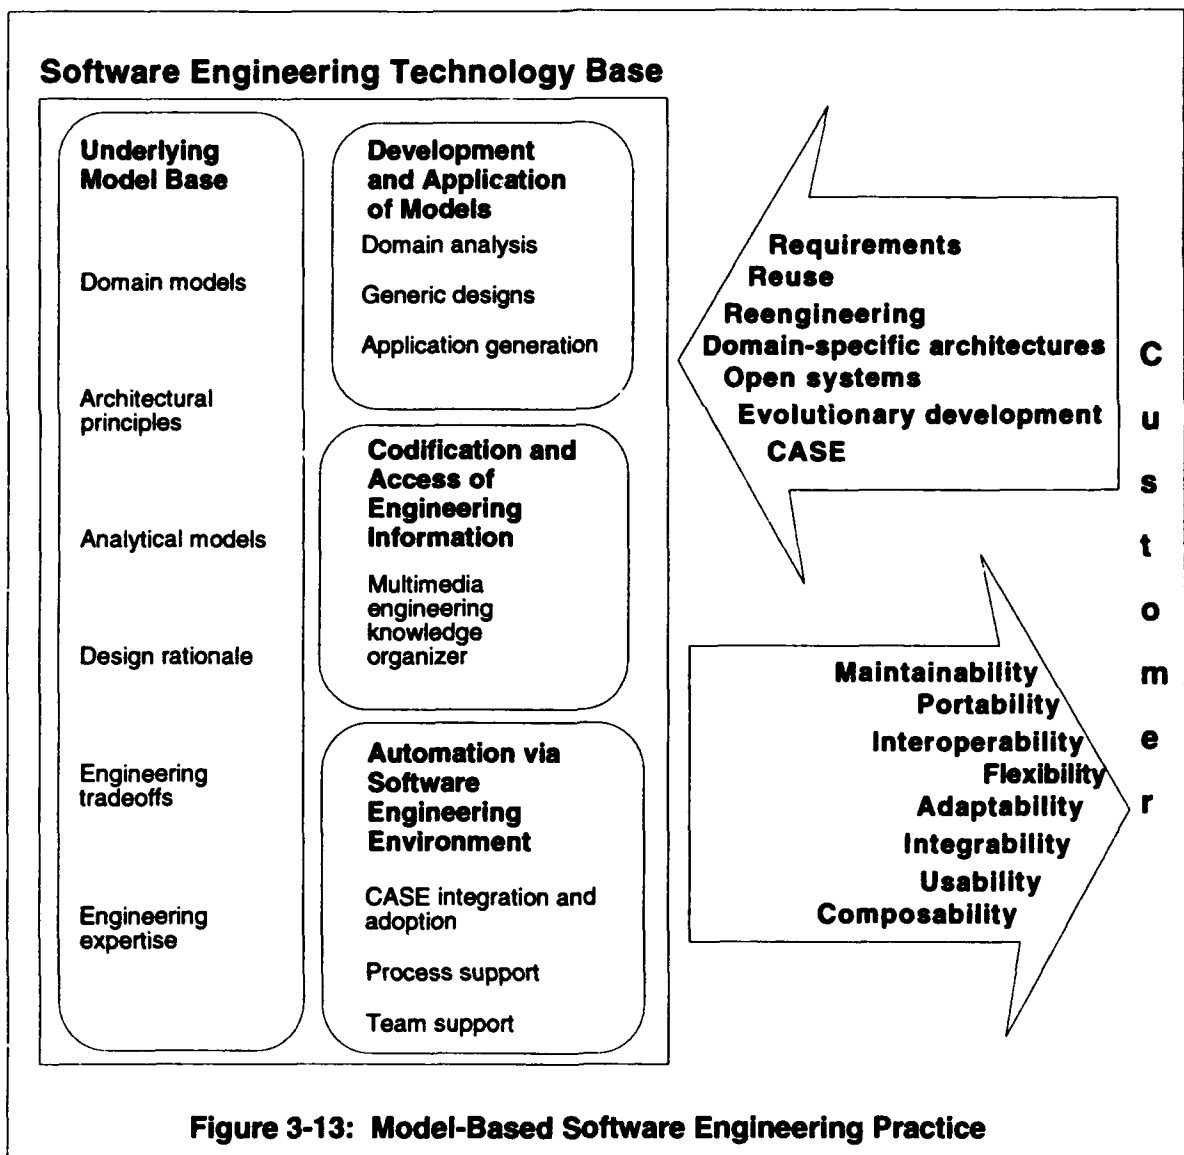 Software Engineering Technology Base
Underlying
Model Base
Domain models
Architectural
principles
Analytical models
Design rationale
Engineering
tradeoffs
Engineering
expertise
Development
and Application
of Models
Domain analysis
Generic designs
Application generation
Codification and
Access of
Engineering
Information
Multimedia
engineering
knowledge
organizer
Automation via
Software
Engineering
Environment
CASE integration and
adoption
Process support
Team support
Requirements
Reuse
Reengineering
Domain-specific architectures
Open systems
Evolutionary development
CASE
Maintainability
Portability
Interoperability
Flexibility
Adaptability
Integrability
Usability
Composability
Customer
Figure 3-13: Model-Based Software Engineering Practice